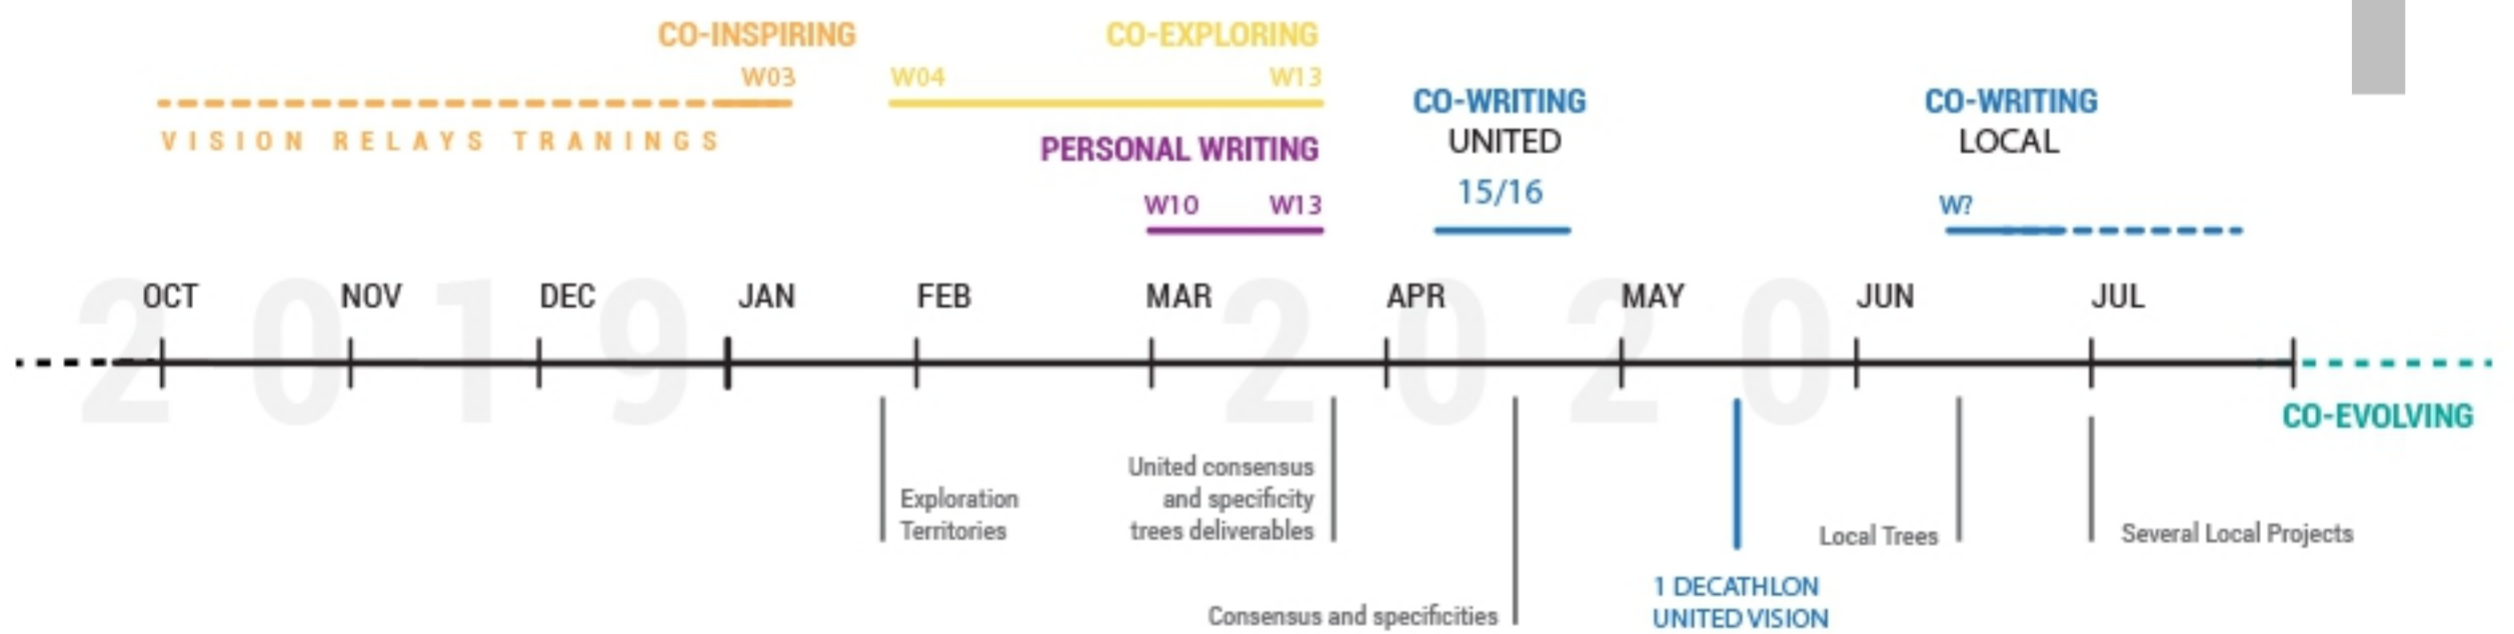 CO-INSPIRING
W03
VISION RELAYS TRANINGS
CO-EXPLORING
W04 W13
PERSONAL WRITING
W10 W13
CO-WRITING
UNITED
15/16
CO-WRITING
LOCAL
W?
2019 2020
OCT NOV DEC JAN FEB MAR APR MAY JUN JUL
CO-EVOLVING
Exploration
Territories
United consensus
and specificity
trees deliverables
Consensus and specificities
1 DECATHLON
UNITED VISION
Local Trees
Several Local Projects